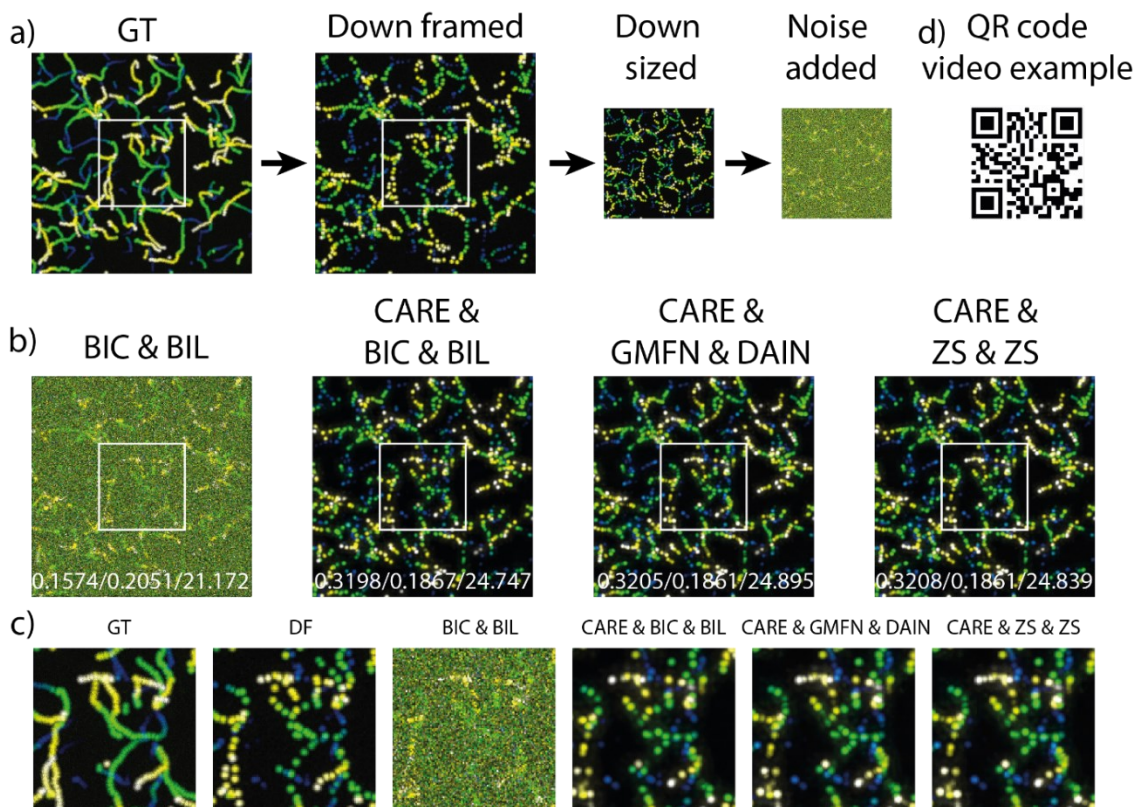 a)
GT
Down framed
Down
sized
Noise
added
d)
QR code
video example
b)
BIC & BIL
CARE &
BIC & BIL
CARE &
GMFN & DAIN
CARE &
ZS & ZS
0.1574/0.2051/21.172
0.3198/0.1867/24.747
0.3205/0.1861/24.895
0.3208/0.1861/24.839
c)
GT
DF
BIC & BIL
CARE & BIC & BIL
CARE & GMFN & DAIN
CARE & ZS & ZS